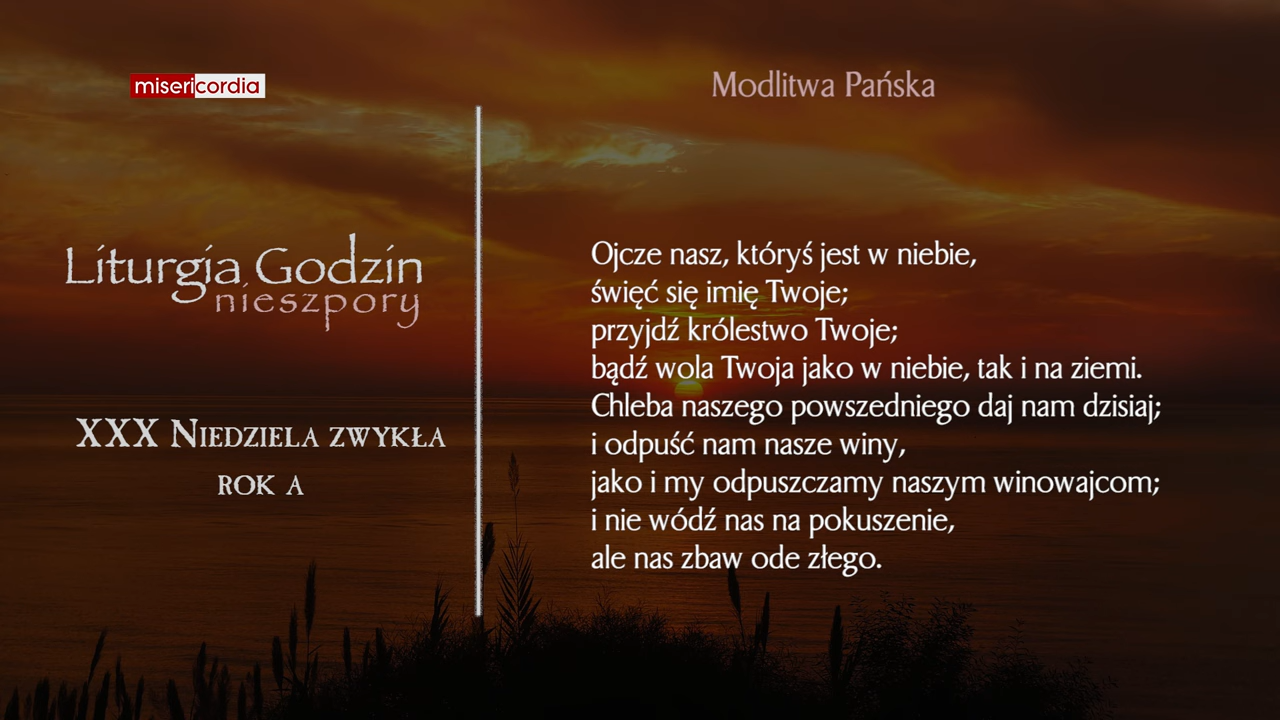 misericordia
Modlitwa Pańska
Liturgia Godzin
nieszpory
XXX Niedziela zwykła
rok A
Ojcze nasz, któryś jest w niebie,
święć się imię Twoje;
przyjdź królestwo Twoje;
bądź wola Twoja jako w niebie, tak i na ziemi.
Chleba naszego powszedniego daj nam dzisiaj;
i odpuść nam nasze winy,
jako i my odpuszczamy naszym winowajcom;
i nie wódź nas na pokuszenie,
ale nas zbaw ode złego.